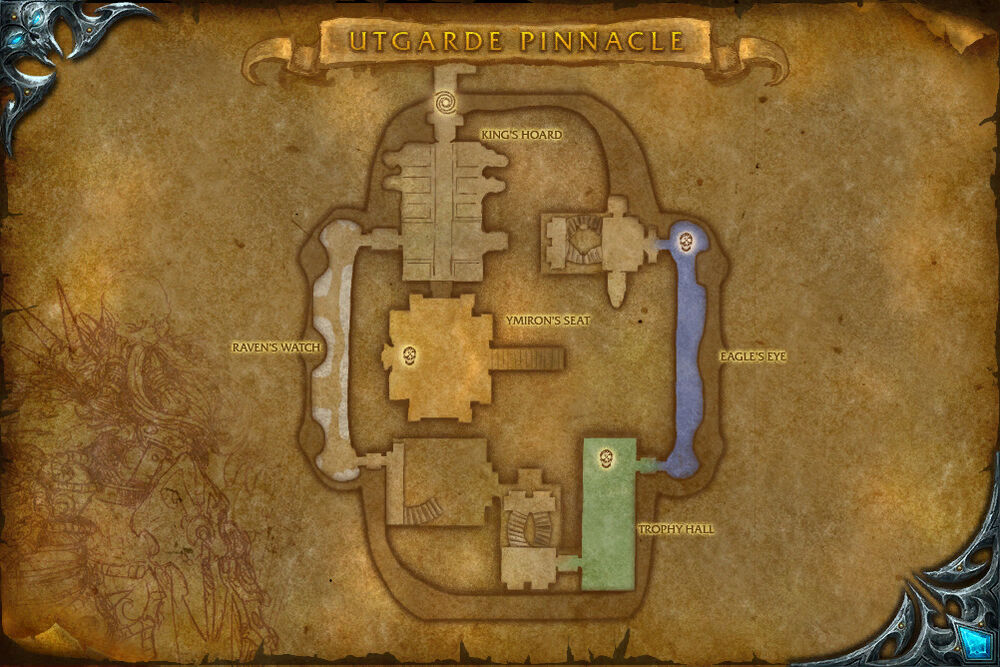 UTGARDE PINNACLE
KING'S HOARD
YMIRON'S SEAT
RAVEN'S WATCH
EAGLE'S EYE
TROPHY HALL